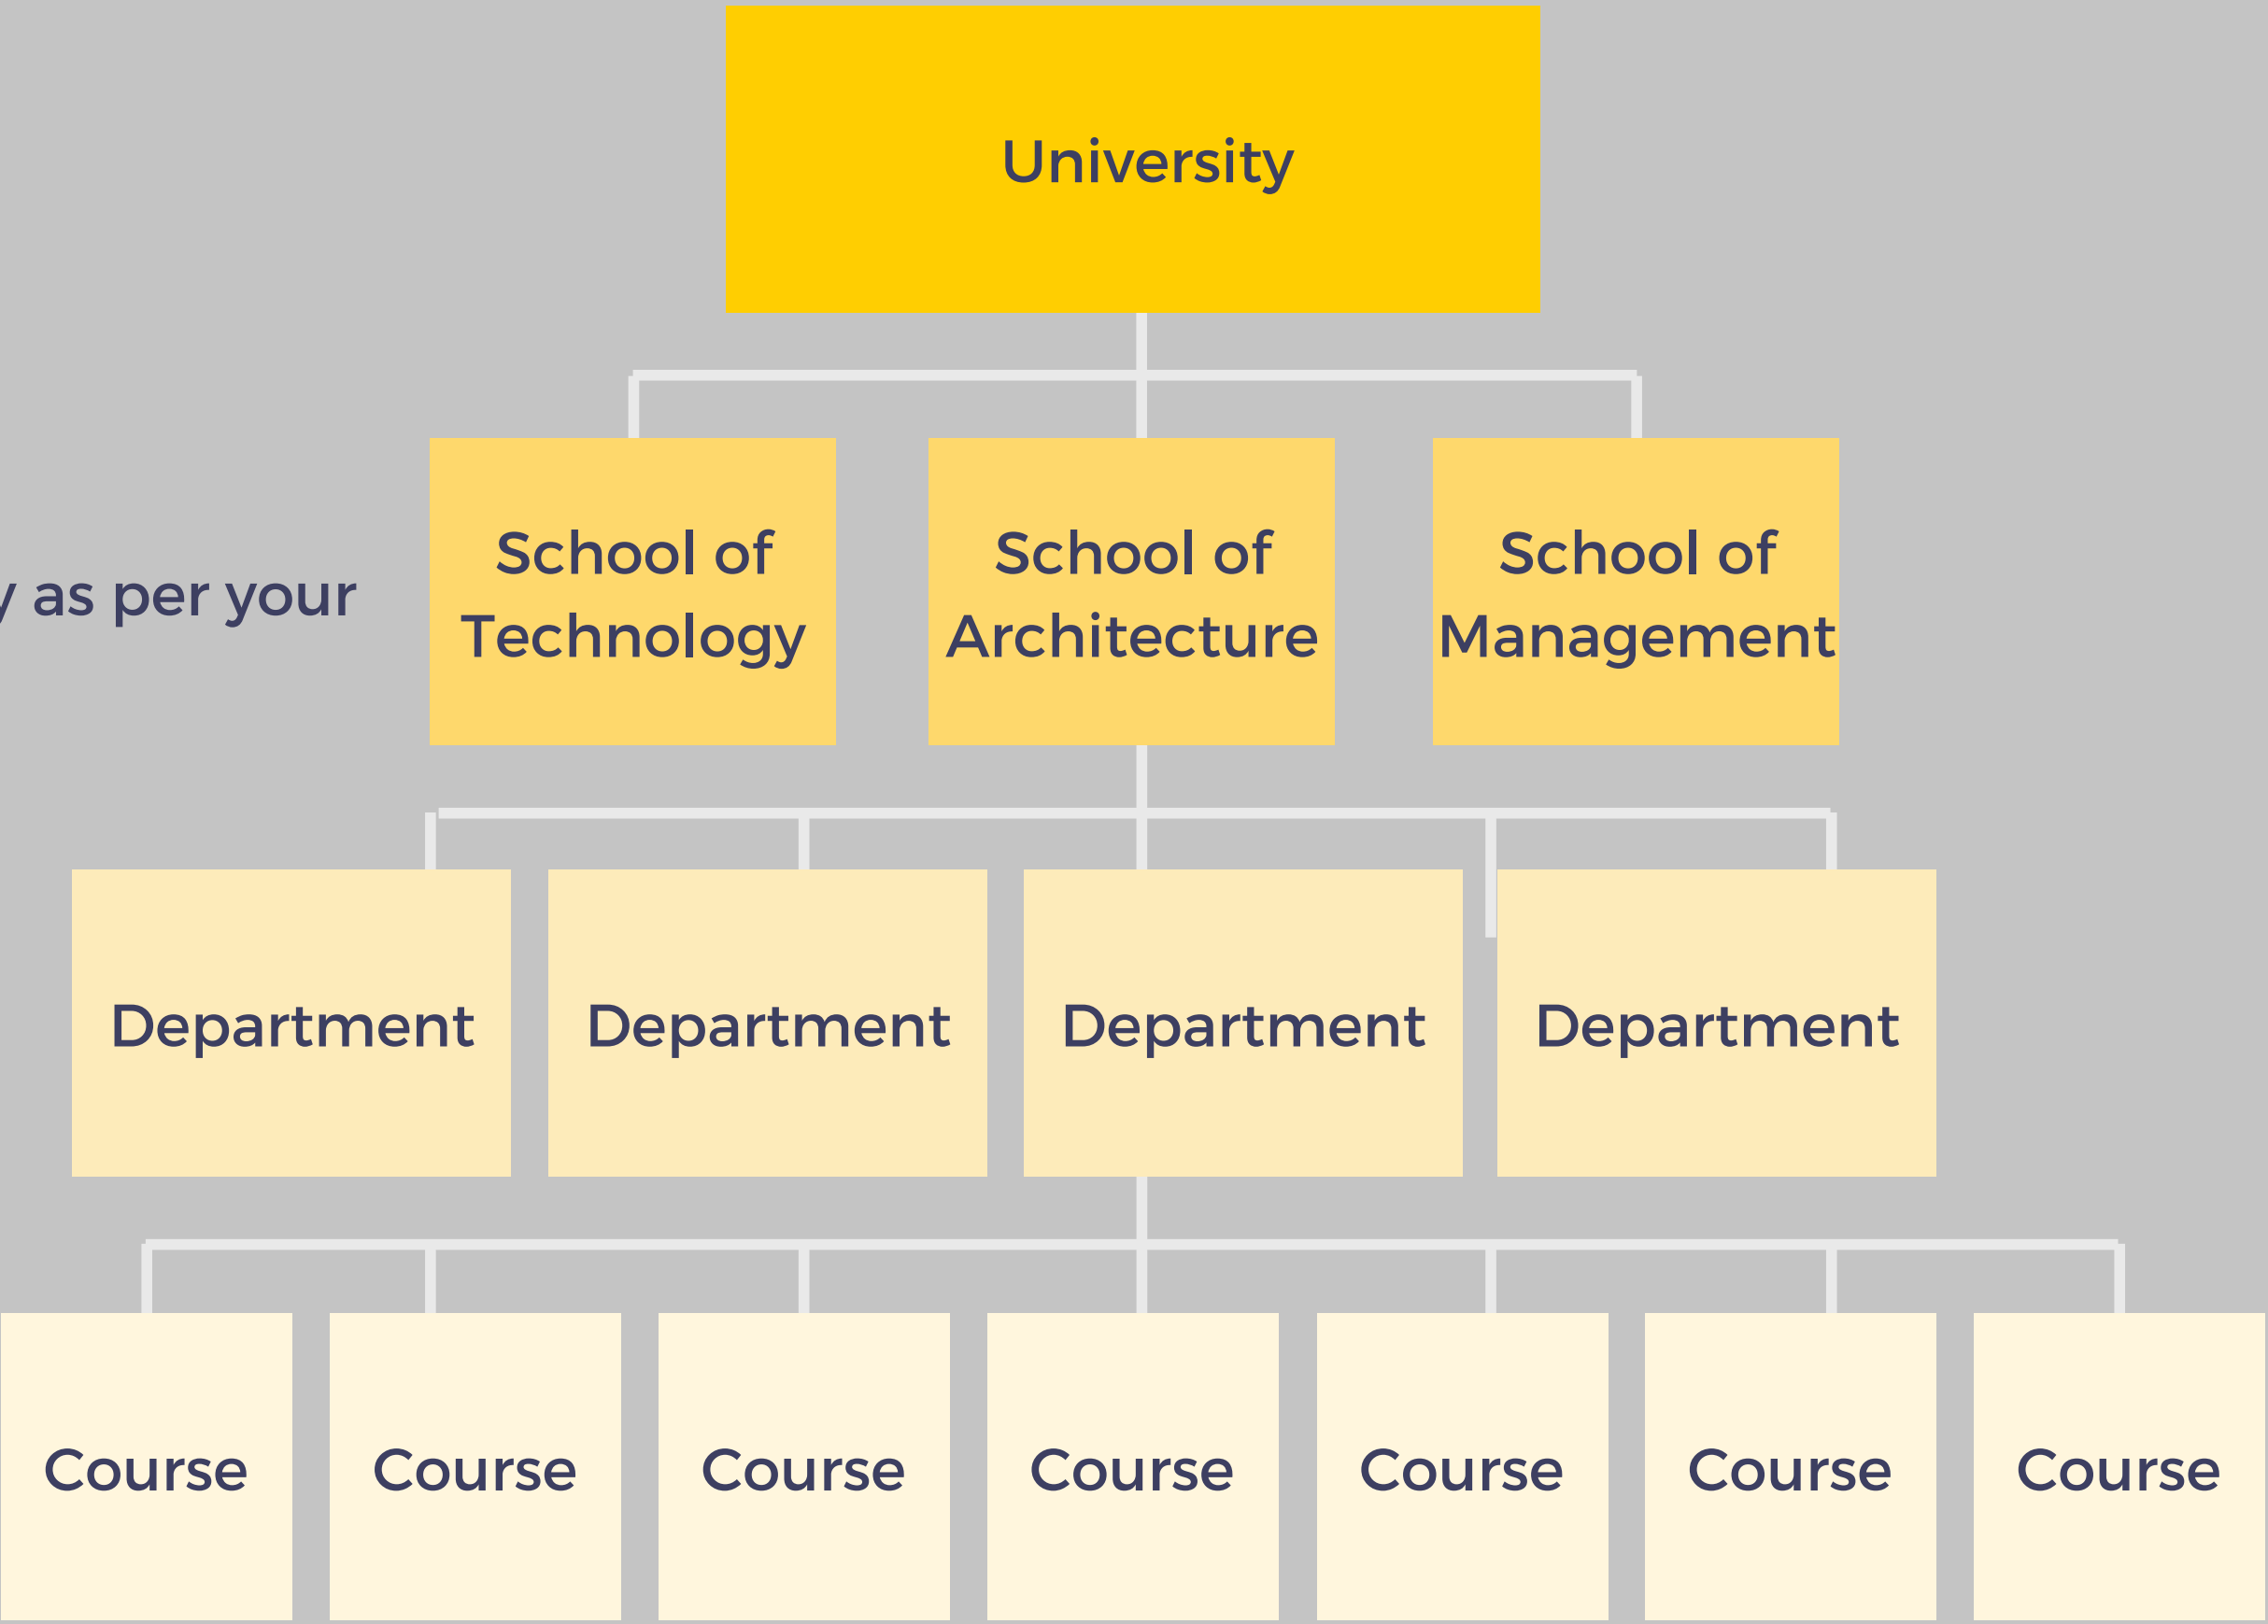 University
School of
Technology
School of
Architecture
School of
Management
as per your
Department
Department
Department
Department
Course
Course
Course
Course
Course
Course
Course